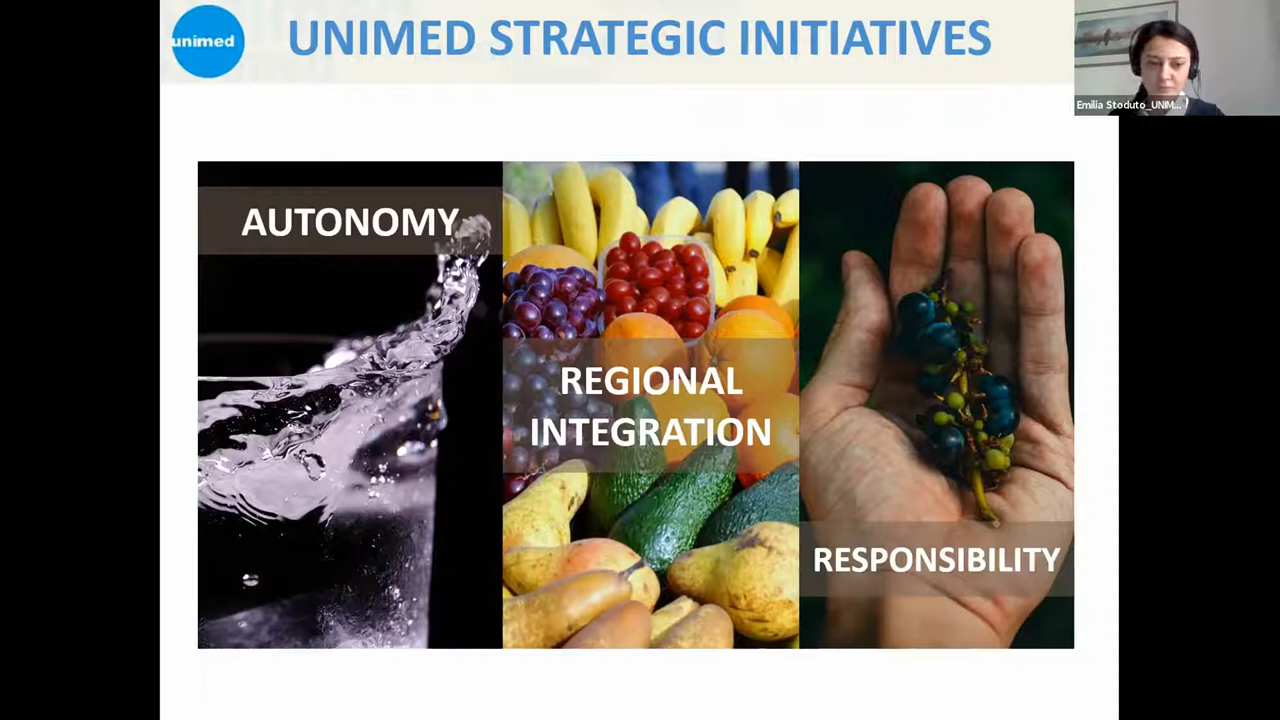 unimed
UNIMED STRATEGIC INITIATIVES
Emilia Stoduto_UNIM...
AUTONOMY
REGIONAL
INTEGRATION
RESPONSIBILITY